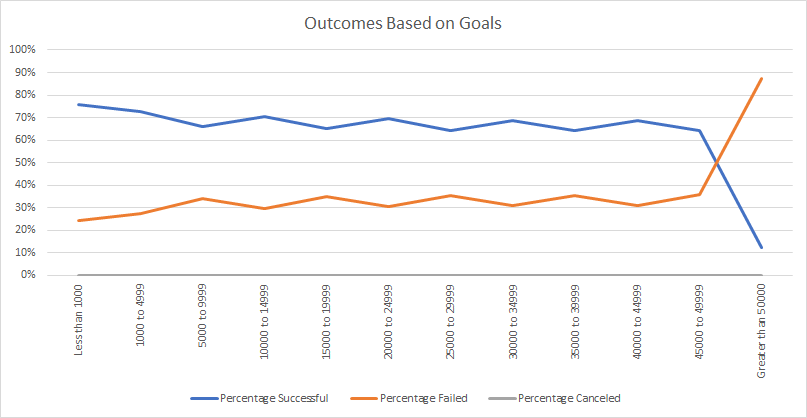 Outcomes Based on Goals
100%
90%
80%
70%
60%
50%
40%
30%
20%
10%
0%
Less than 1000
1000 to 4999
5000 to 9999
10000 to 14999
15000 to 19999
20000 to 24999
25000 to 29999
30000 to 34999
35000 to 39999
40000 to 44999
45000 to 49999
Greater than 50000
Percentage Successful
Percentage Failed
Percentage Canceled